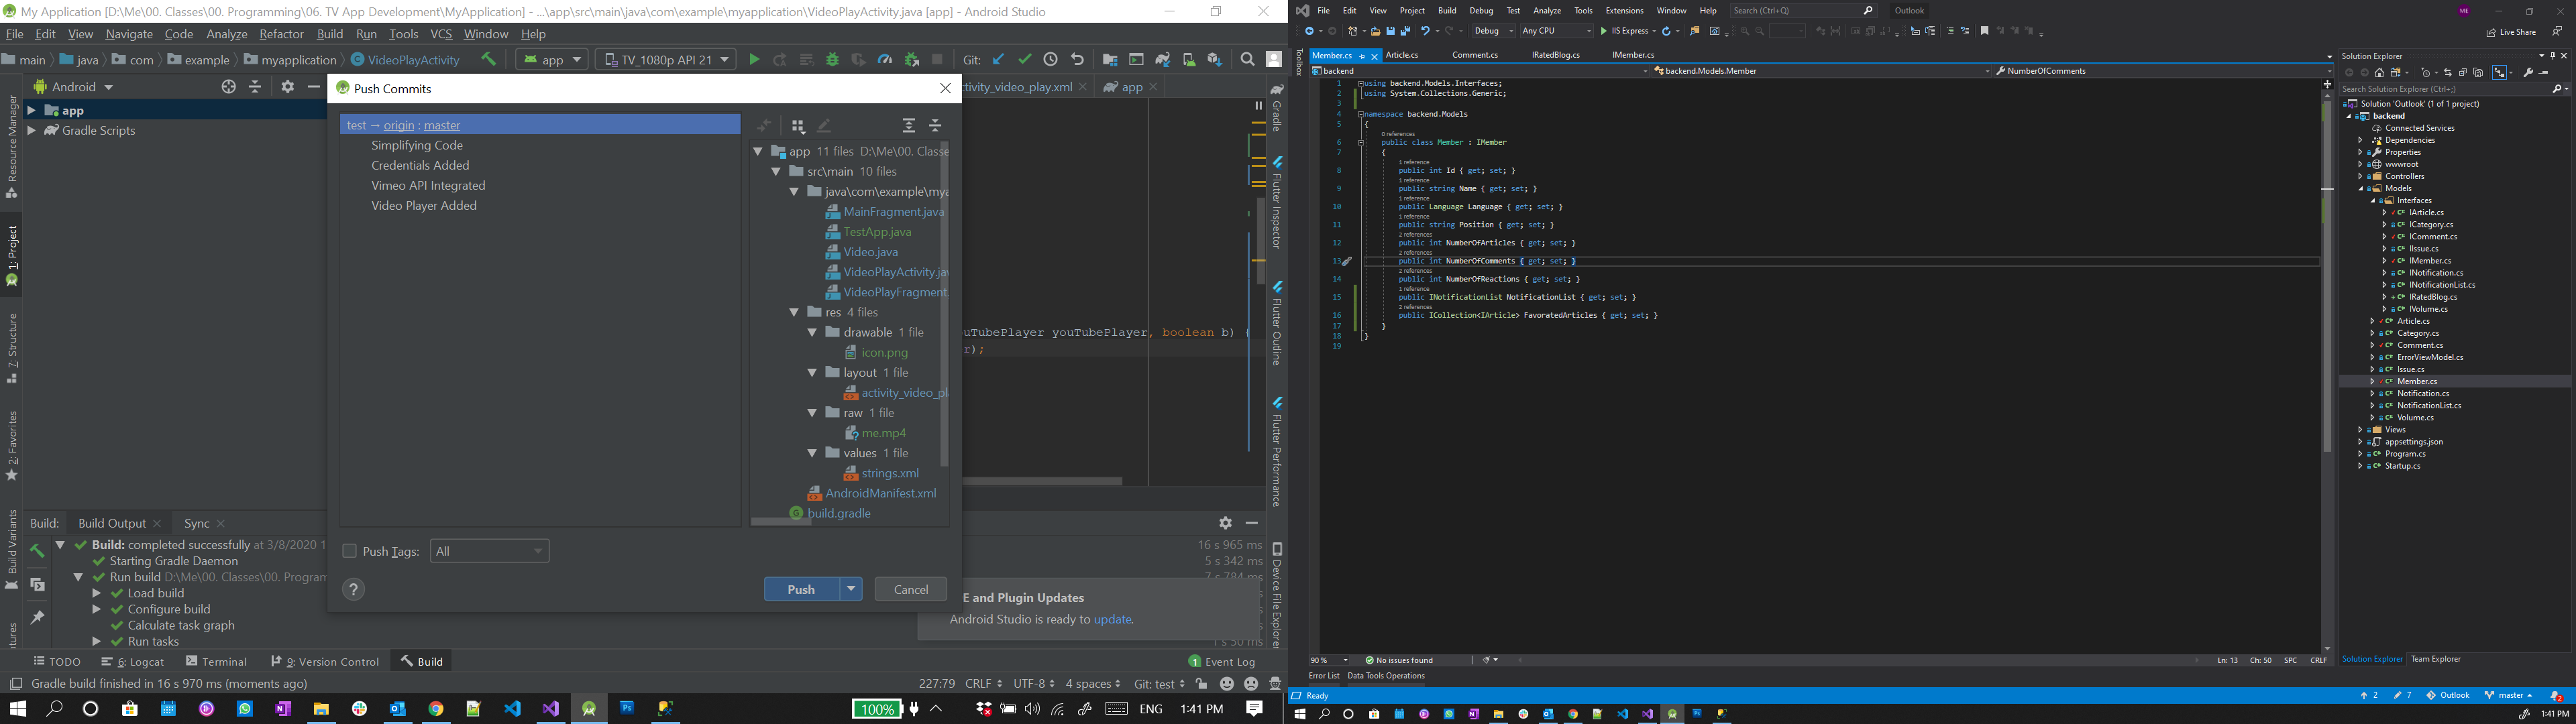 My Application [D:\Me\00. Classes\00. Programming\06. TV App Development\MyApplication] - ...\app\src\main\java\com\example\myapplication\VideoPlayActivity.java [app] - Android Studio
File Edit View Navigate Code Analyze Refactor Build Run Tools VCS Window Help
main java com example myapplication VideoPlayActivity app TV_1080p API 21 Git:
Android
app
Gradle Scripts
Resource Manager
1: Project
7: Structure
2: Favorites
Build Variants
Push Commits
test → origin : master
Simplifying Code
Credentials Added
Vimeo API Integrated
Video Player Added
app 11 files D:\Me\00. Classe
src\main 10 files
java\com\example\mya
MainFragment.java
TestApp.java
Video.java
VideoPlayActivity.jav
VideoPlayFragment.
res 4 files
drawable 1 file
icon.png
layout 1 file
activity_video_pla
raw 1 file
me.mp4
values 1 file
strings.xml
AndroidManifest.xml
build.gradle
Push Tags: All
? Push Cancel
ctivity_video_play.xml app
ouTubePlayer youTubePlayer, boolean b) {
r);
Gradle
Flutter Inspector
Flutter Outline
Flutter Performance
Device File Explorer
Build: Build Output Sync
Build: completed successfully at 3/8/2020 1
Starting Gradle Daemon
Run build D:\Me\00. Classes\00. Program
Load build
Configure build
Calculate task graph
Run tasks
16 s 965 ms
5 s 342 ms
7 s 784 ms
E and Plugin Updates
Android Studio is ready to update.
1 s 50 ms
TODO 6: Logcat Terminal 9: Version Control Build 1 Event Log
Gradle build finished in 16 s 970 ms (moments ago) 227:79 CRLF UTF-8 4 spaces Git: test
100% ENG 1:41 PM
File Edit View Project Build Debug Test Analyze Tools Extensions Window Help Search (Ctrl+Q) Outlook ME
Debug Any CPU IIS Express Live Share
Toolbox
Member.cs Article.cs Comment.cs IRatedBlog.cs IMember.cs
backend backend.Models.Member NumberOfComments
1 using backend.Models.Interfaces;
2 using System.Collections.Generic;
3
4 namespace backend.Models
5 {
0 references
6 public class Member : IMember
7 {
1 reference
8 public int Id { get; set; }
1 reference
9 public string Name { get; set; }
1 reference
10 public Language Language { get; set; }
1 reference
11 public string Position { get; set; }
2 references
12 public int NumberOfArticles { get; set; }
2 references
13 public int NumberOfComments { get; set; }
2 references
14 public int NumberOfReactions { get; set; }
1 reference
15 public INotificationList NotificationList { get; set; }
2 references
16 public ICollection<IArticle> FavoratedArticles { get; set; }
17 }
18 }
19
90 % No issues found Ln: 13 Ch: 50 SPC CRLF
Error List Data Tools Operations
Ready 2 7 Outlook master 2
Solution Explorer
Search Solution Explorer (Ctrl+;)
Solution 'Outlook' (1 of 1 project)
backend
Connected Services
Dependencies
Properties
wwwroot
Controllers
Models
Interfaces
IArticle.cs
ICategory.cs
IComment.cs
IIssue.cs
IMember.cs
INotification.cs
INotificationList.cs
IRatedBlog.cs
IVolume.cs
Article.cs
Category.cs
Comment.cs
ErrorViewModel.cs
Issue.cs
Member.cs
Notification.cs
NotificationList.cs
Volume.cs
Views
appsettings.json
Program.cs
Startup.cs
Solution Explorer Team Explorer
1:41 PM